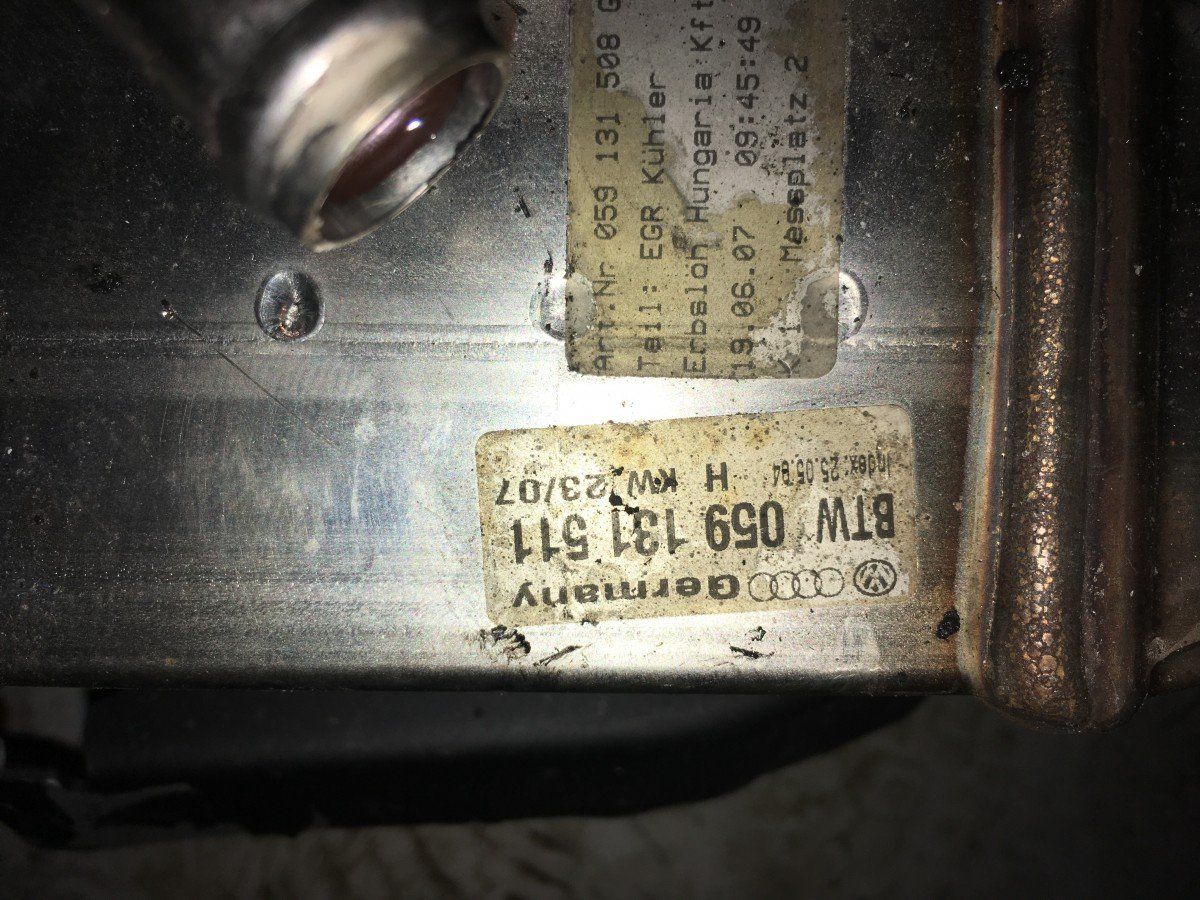 Art.Nr 059 131 508 G
Teil: EGR Kühler
Erbslöh Hungaria Kft
19.06.07 09:45:49
Messplatz 2
VW Germany
BTW 059 131 511
Index: 25.05.04 H KW 23/07